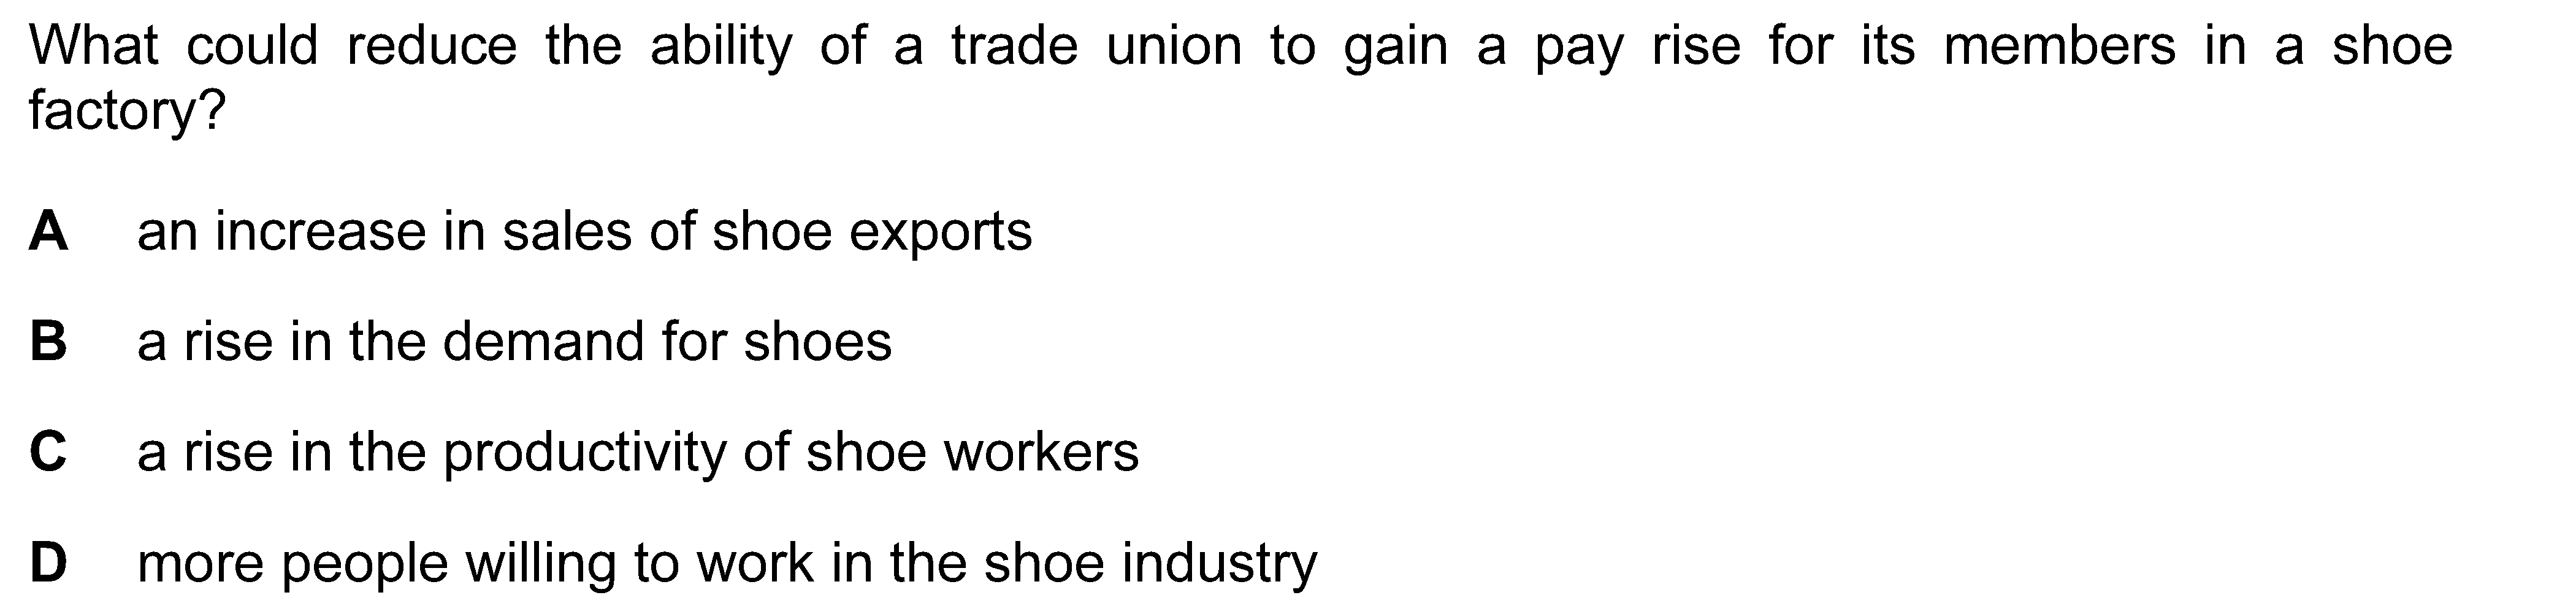 What could reduce the ability of a trade union to gain a pay rise for its members in a shoe
factory?
A an increase in sales of shoe exports
B a rise in the demand for shoes
C a rise in the productivity of shoe workers
D more people willing to work in the shoe industry